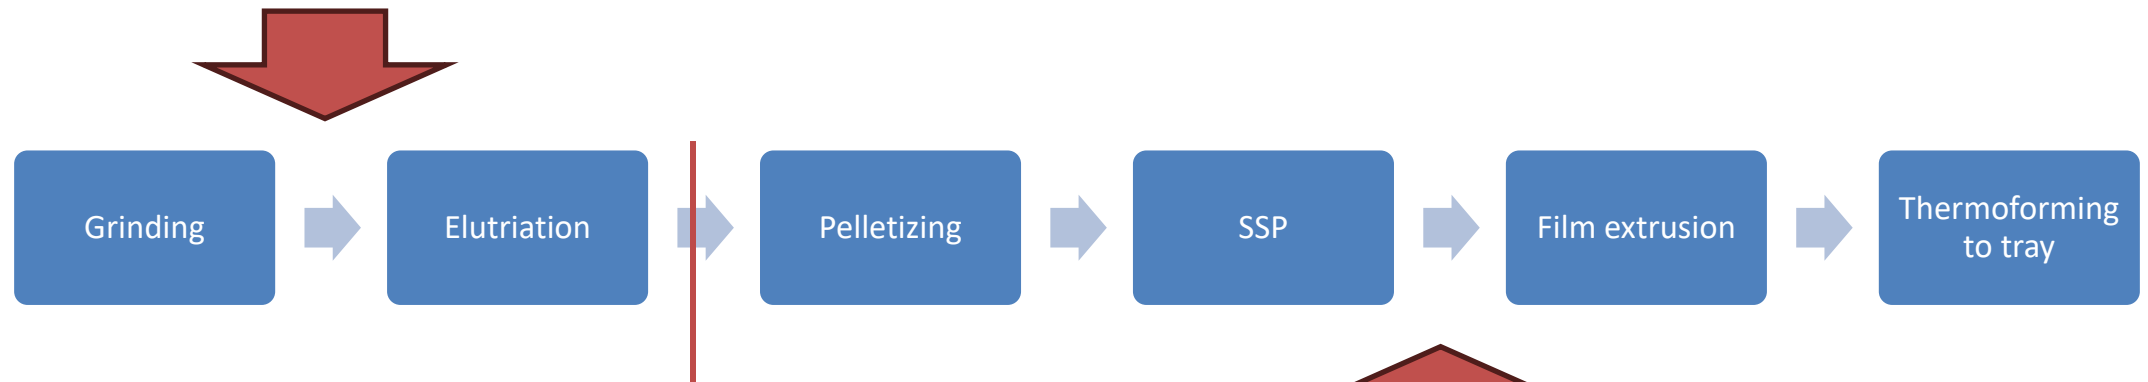 Grinding
Elutriation
Pelletizing
SSP
Film extrusion
Thermoforming
to tray